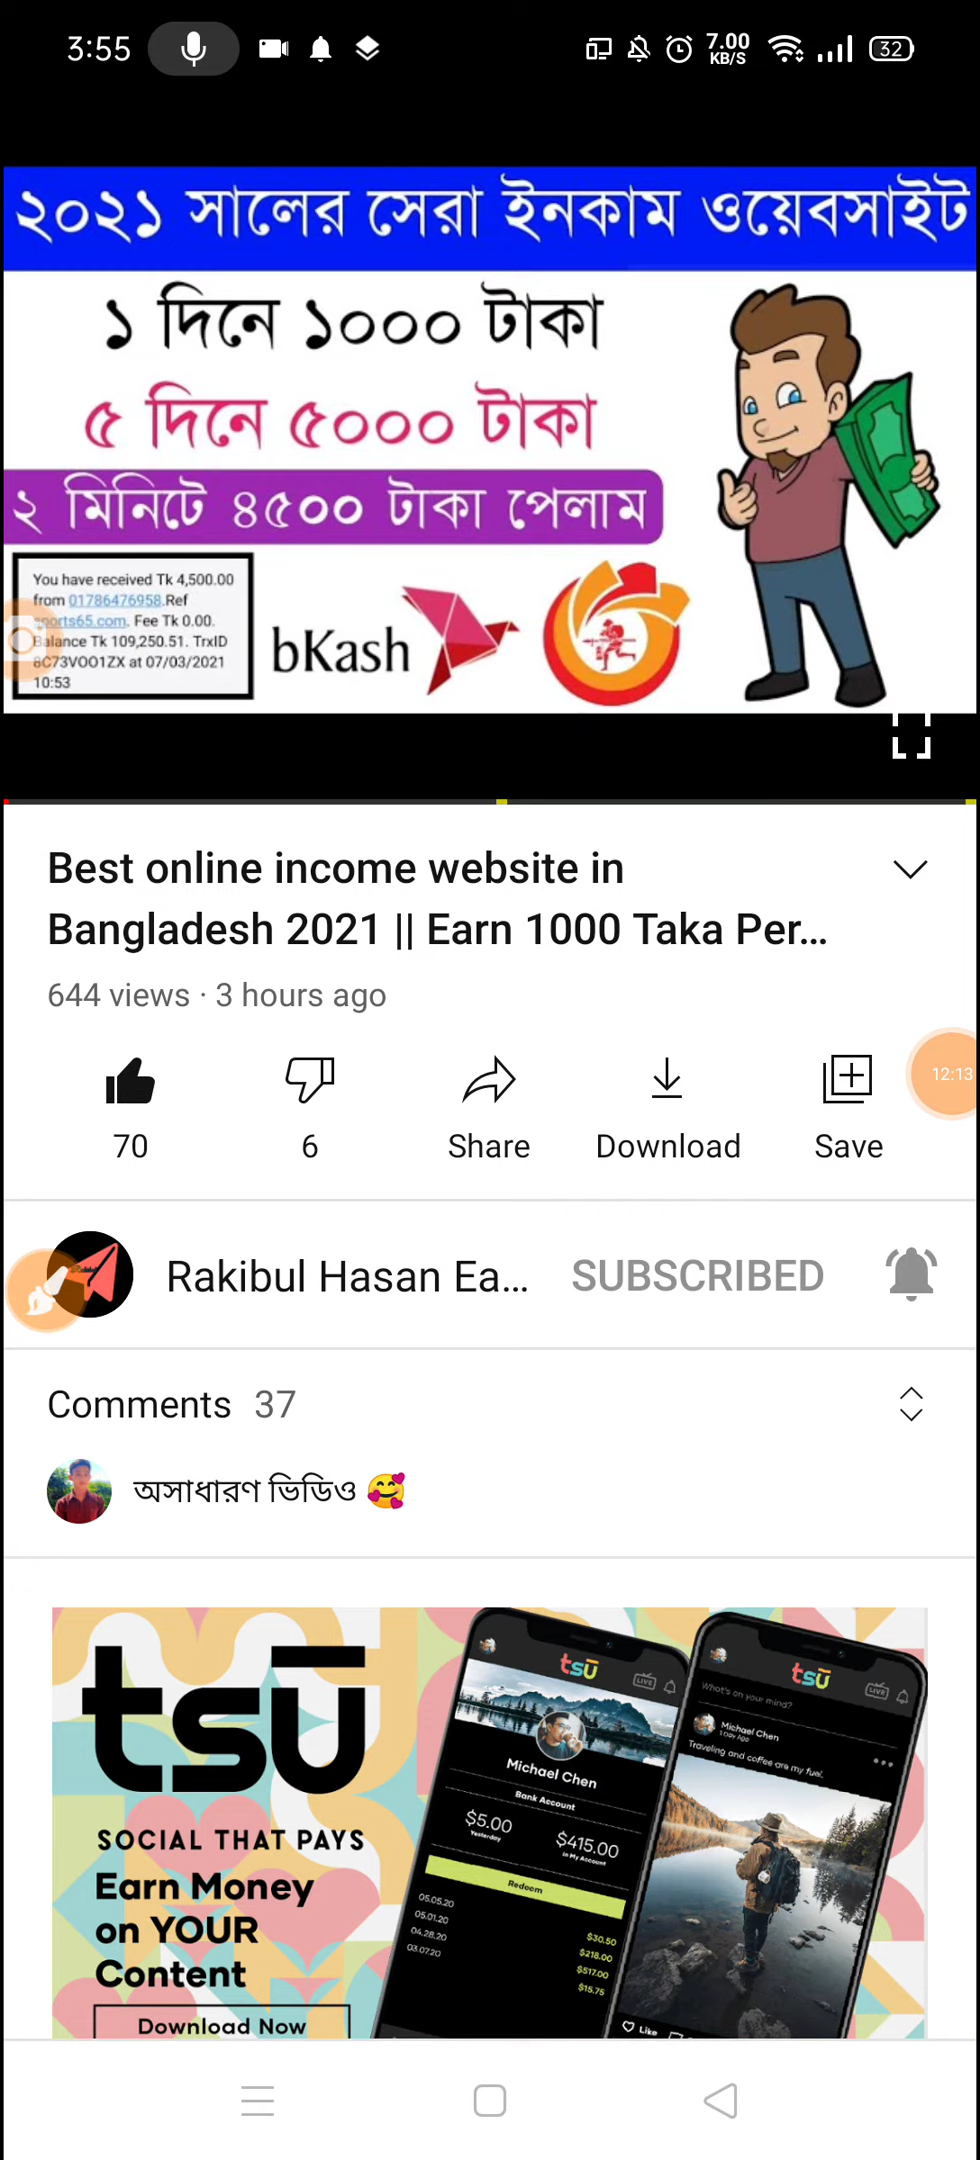 3:55
7.00
KB/S
32
২০২১ সালের সেরা ইনকাম ওয়েবসাইট
১ দিনে ১০০০ টাকা
৫ দিনে ৫০০০ টাকা
২ মিনিটে ৪৫০০ টাকা পেলাম
You have received Tk 4,500.00
from 01786476958.Ref
sports65.com. Fee Tk 0.00.
Balance Tk 109,250.51. TrxID
8C73VOO1ZX at 07/03/2021
10:53
bKash
Best online income website in
Bangladesh 2021 || Earn 1000 Taka Per...
644 views · 3 hours ago
12:13
70
6
Share
Download
Save
Rakibul Hasan Ea...
SUBSCRIBED
Comments 37
অসাধারণ ভিডিও 🥰
tsū
SOCIAL THAT PAYS
Earn Money
on YOUR
Content
Download Now
tsū
LIVE
Michael Chen
Bank Account
$5.00
Yesterday
$415.00
In My Account
Redeem
05.05.20
$30.50
05.01.20
$218.00
04.28.20
$517.00
03.07.20
$15.75
tsū
LIVE
What's on your mind?
Michael Chen
1 Day Ago
Traveling and coffee are my fuel.
Like